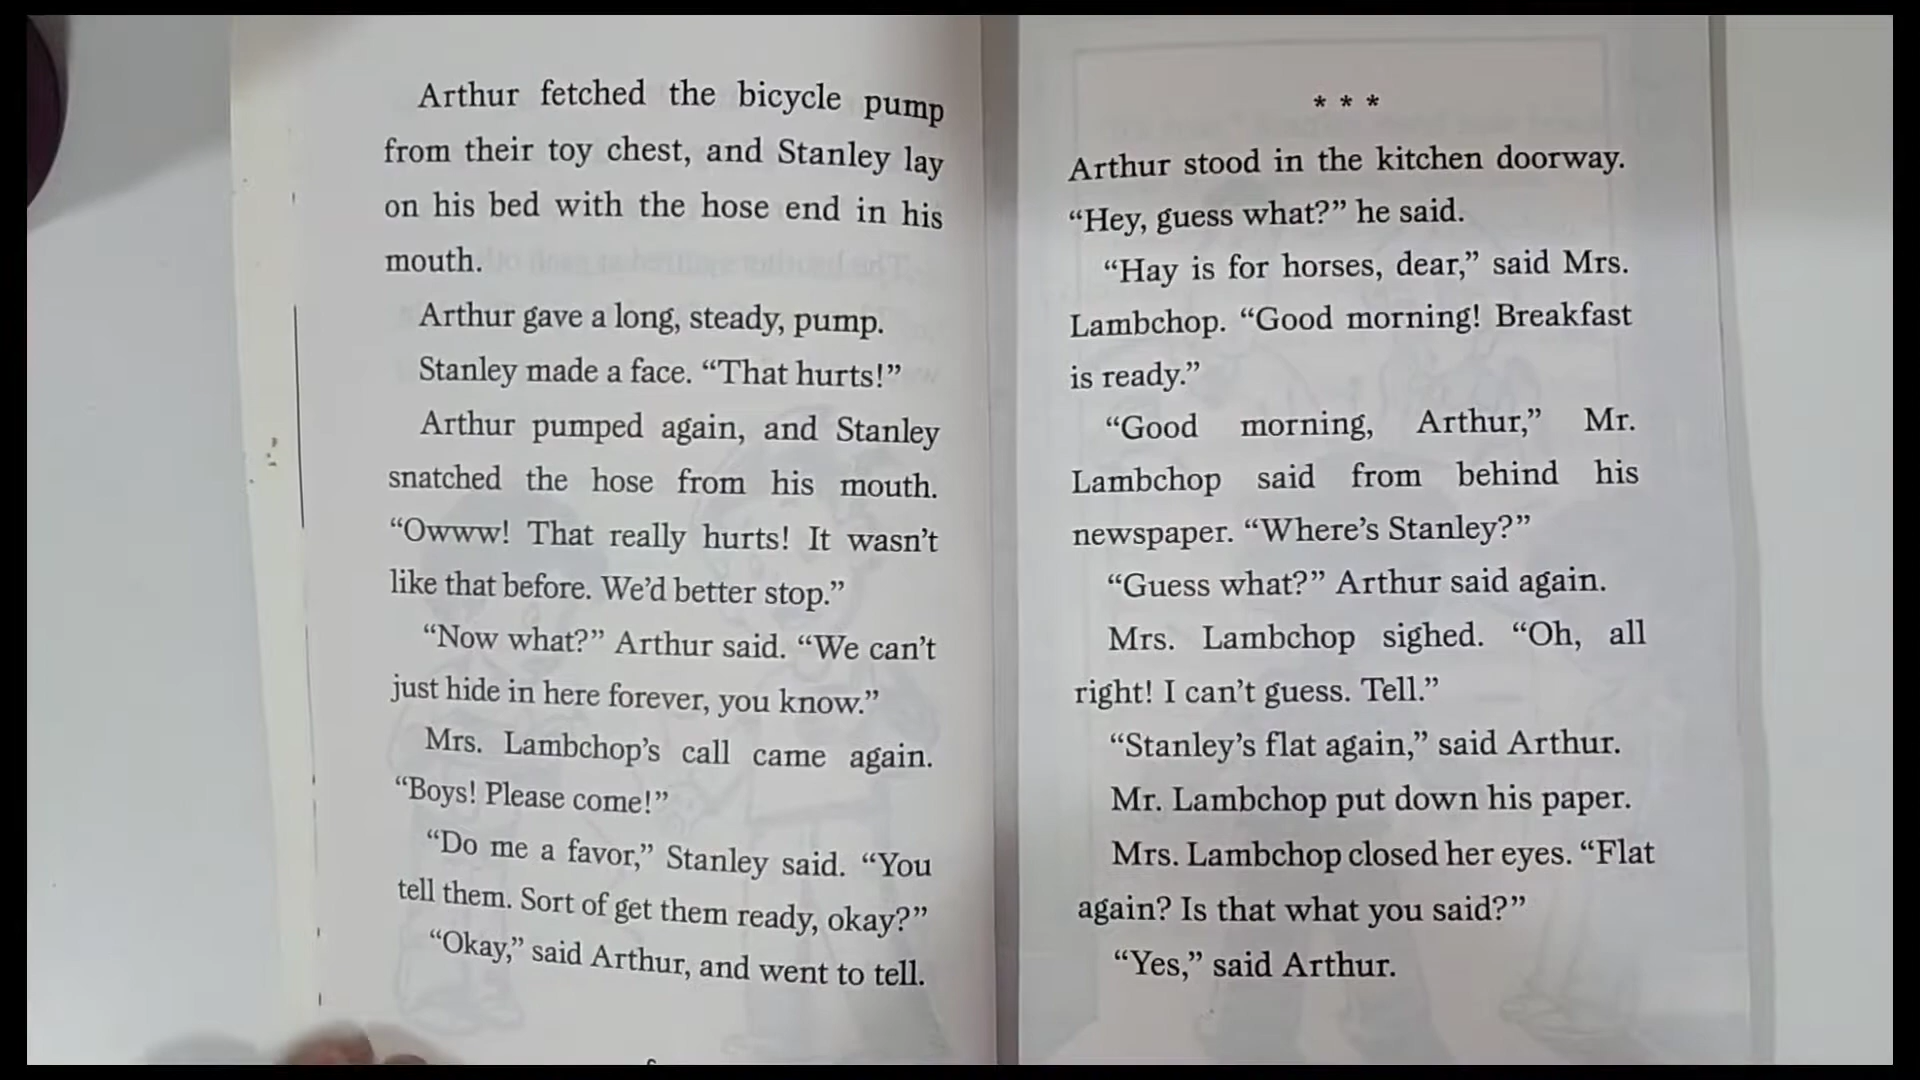 Arthur fetched the bicycle pump
from their toy chest, and Stanley lay
on his bed with the hose end in his
mouth.
Arthur gave a long, steady, pump.
Stanley made a face. “That hurts!”
Arthur pumped again, and Stanley
snatched the hose from his mouth.
“Owww! That really hurts! It wasn’t
like that before. We’d better stop.”
“Now what?” Arthur said. “We can’t
just hide in here forever, you know.”
Mrs. Lambchop’s call came again.
“Boys! Please come!”
“Do me a favor,” Stanley said. “You
tell them. Sort of get them ready, okay?”
“Okay,” said Arthur, and went to tell.
* * *
Arthur stood in the kitchen doorway.
“Hey, guess what?” he said.
“Hay is for horses, dear,” said Mrs.
Lambchop. “Good morning! Breakfast
is ready.”
“Good morning, Arthur,” Mr.
Lambchop said from behind his
newspaper. “Where’s Stanley?”
“Guess what?” Arthur said again.
Mrs. Lambchop sighed. “Oh, all
right! I can’t guess. Tell.”
“Stanley’s flat again,” said Arthur.
Mr. Lambchop put down his paper.
Mrs. Lambchop closed her eyes. “Flat
again? Is that what you said?”
“Yes,” said Arthur.